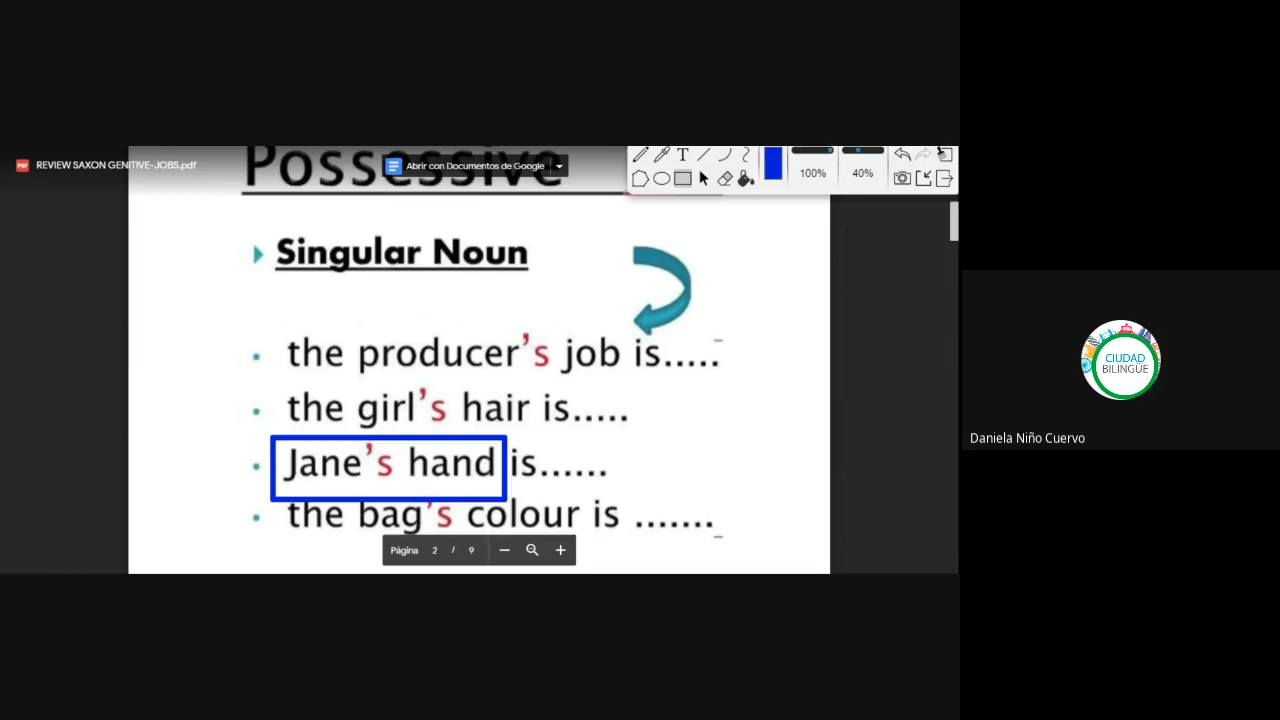 Possessive
REVIEW SAXON GENITIVE-JOBS.pdf
Abrir con Documentos de Google
100%
40%
Singular Noun
the producer's job is.....
the girl's hair is.....
Jane's hand is......
the bag's colour is .......
Página 2 / 9
CIUDAD
BILINGÜE
Daniela Niño Cuervo